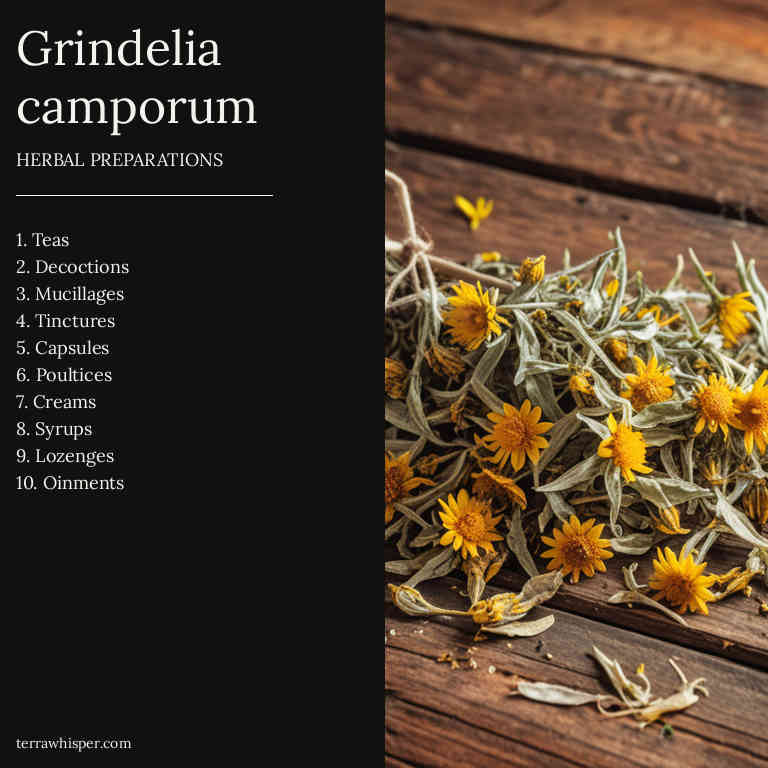 Grindelia
camporum
HERBAL PREPARATIONS
1. Teas
2. Decoctions
3. Mucillages
4. Tinctures
5. Capsules
6. Poultices
7. Creams
8. Syrups
9. Lozenges
10. Oinments
terrawhisper.com